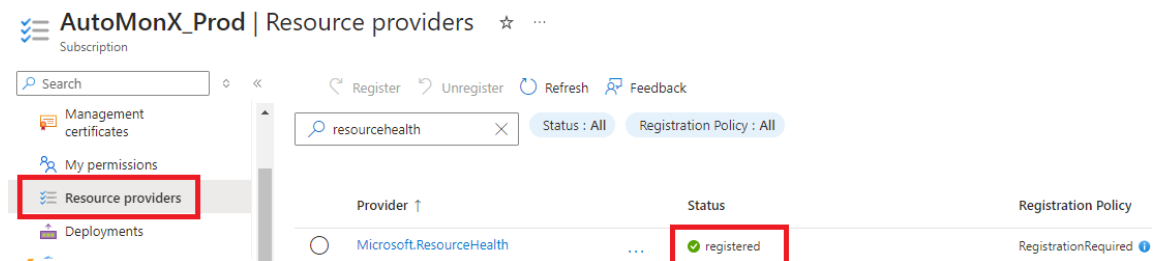 AutoMonX_Prod | Resource providers
Subscription
Search
Register Unregister Refresh Feedback
Management
certificates
resourcehealth
Status : All
Registration Policy : All
My permissions
Resource providers
Deployments
Provider ↑ Status Registration Policy
Microsoft.ResourceHealth ... registered RegistrationRequired